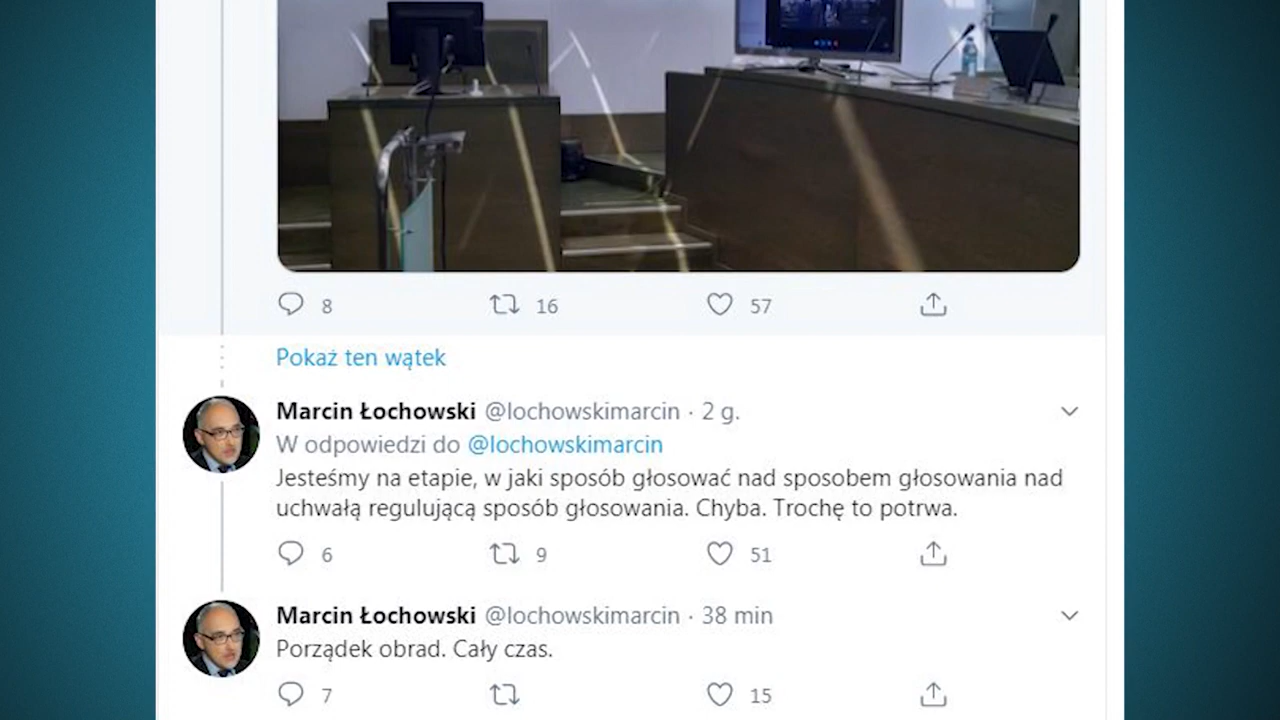 8 16 57
Pokaż ten wątek
Marcin Łochowski @lochowskimarcin · 2 g.
W odpowiedzi do @lochowskimarcin
Jesteśmy na etapie, w jaki sposób głosować nad sposobem głosowania nad
uchwałą regulującą sposób głosowania. Chyba. Trochę to potrwa.
6 9 51
Marcin Łochowski @lochowskimarcin · 38 min
Porządek obrad. Cały czas.
7 15